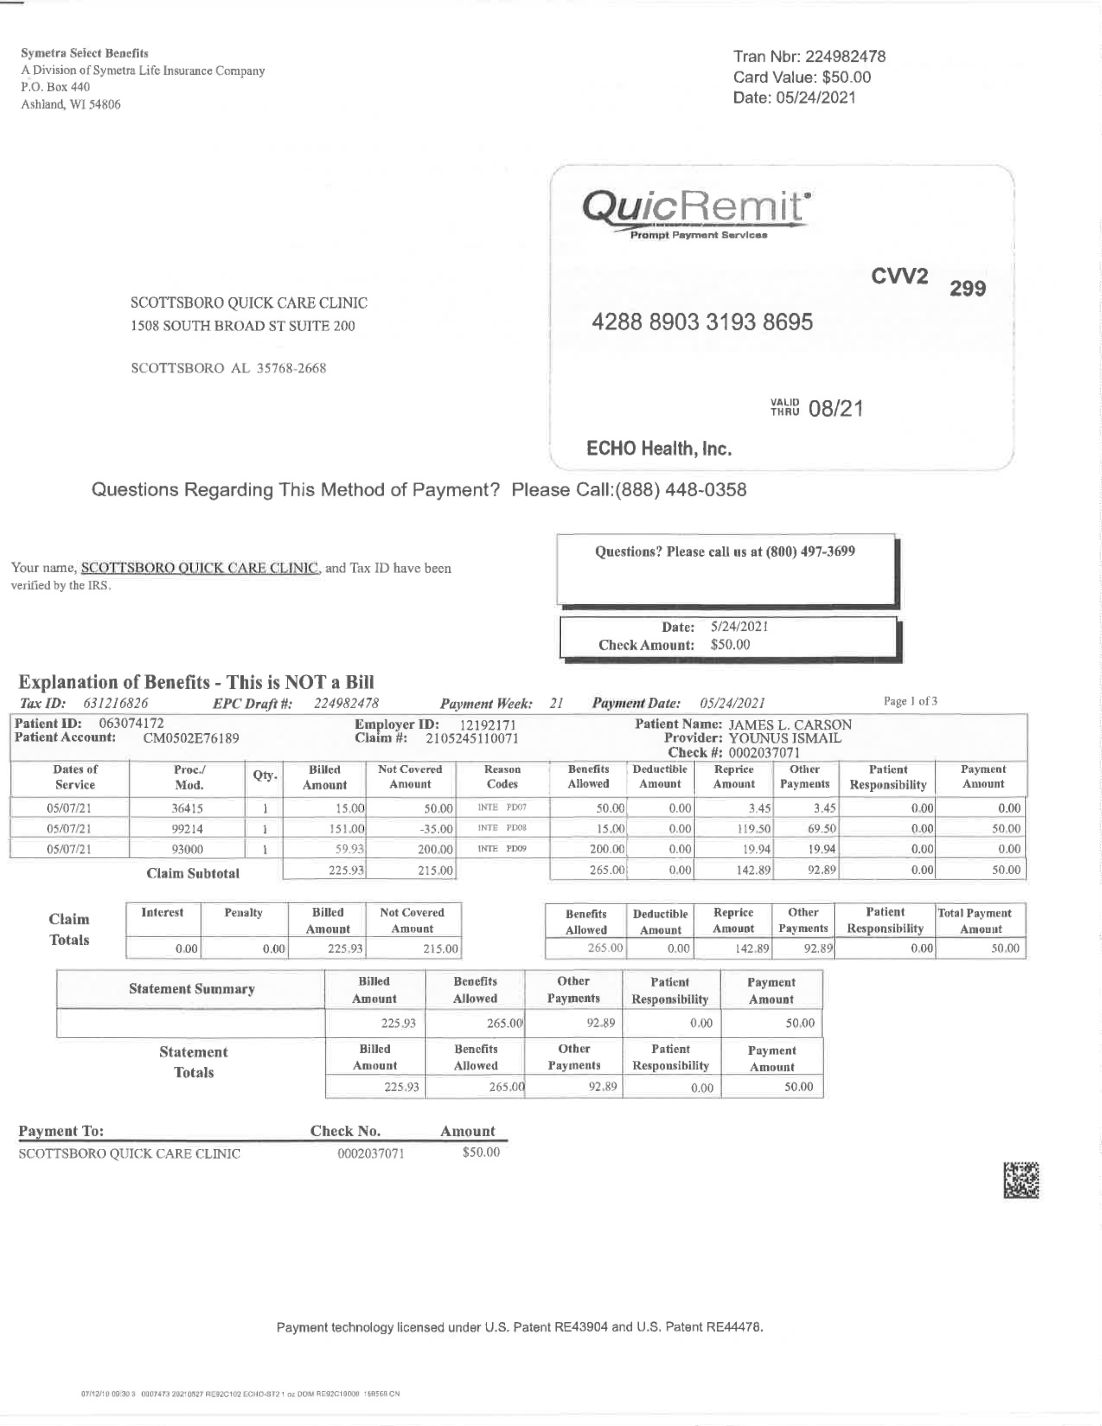 Symetra Select Benefits
A Division of Symetra Life Insurance Company
P.O. Box 440
Ashland, WI 54806
Tran Nbr: 224982478
Card Value: $50.00
Date: 05/24/2021
QuicRemit
Prompt Payment Services
CVV2 299
4288 8903 3193 8695
VALID THRU 08/21
ECHO Health, Inc.
SCOTTSBORO QUICK CARE CLINIC
1508 SOUTH BROAD ST SUITE 200
SCOTTSBORO AL 35768-2668
Questions Regarding This Method of Payment? Please Call:(888) 448-0358
Your name, SCOTTSBORO QUICK CARE CLINIC, and Tax ID have been
verified by the IRS.
Questions? Please call us at (800) 497-3699
Date: 5/24/2021
Check Amount: $50.00
Explanation of Benefits - This is NOT a Bill
Tax ID: 631216826 EPC Draft #: 224982478 Payment Week: 21 Payment Date: 05/24/2021 Page 1 of 3
Patient ID: 063074172 Employer ID: 12192171 Patient Name: JAMES L. CARSON
Patient Account: CM0502E76189 Claim #: 2105245110071 Provider: YOUNUS ISMAIL
Check #: 0002037071
Dates of Service Proc./ Mod. Qty. Billed Amount Not Covered Amount Reason Codes Benefits Allowed Deductible Amount Reprice Amount Other Payments Patient Responsibility Payment Amount
05/07/21 36415 1 15.00 50.00 INTE PD07 50.00 0.00 3.45 3.45 0.00 0.00
05/07/21 99214 1 151.00 -35.00 INTE PD08 15.00 0.00 119.50 69.50 0.00 50.00
05/07/21 93000 1 59.93 200.00 INTE PD09 200.00 0.00 19.94 19.94 0.00 0.00
Claim Subtotal 225.93 215.00 265.00 0.00 142.89 92.89 0.00 50.00
Claim Totals Interest Penalty Billed Amount Not Covered Amount Benefits Allowed Deductible Amount Reprice Amount Other Payments Patient Responsibility Total Payment Amount
0.00 0.00 225.93 215.00 265.00 0.00 142.89 92.89 0.00 50.00
Statement Summary Billed Amount Benefits Allowed Other Payments Patient Responsibility Payment Amount
225.93 265.00 92.89 0.00 50.00
Statement Totals Billed Amount Benefits Allowed Other Payments Patient Responsibility Payment Amount
225.93 265.00 92.89 0.00 50.00
Payment To: Check No. Amount
SCOTTSBORO QUICK CARE CLINIC 0002037071 $50.00
Payment technology licensed under U.S. Patent RE43904 and U.S. Patent RE44478.